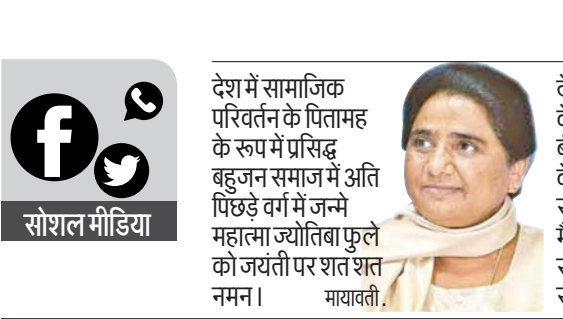 सोशल मीडिया
देश में सामाजिक
परिवर्तन के पितामह
के रूप में प्रसिद्ध
बहुजन समाज में अति
पिछड़े वर्ग में जन्मे
महात्मा ज्योतिबा फुले
को जयंती पर शत शत
नमन। मायावती.